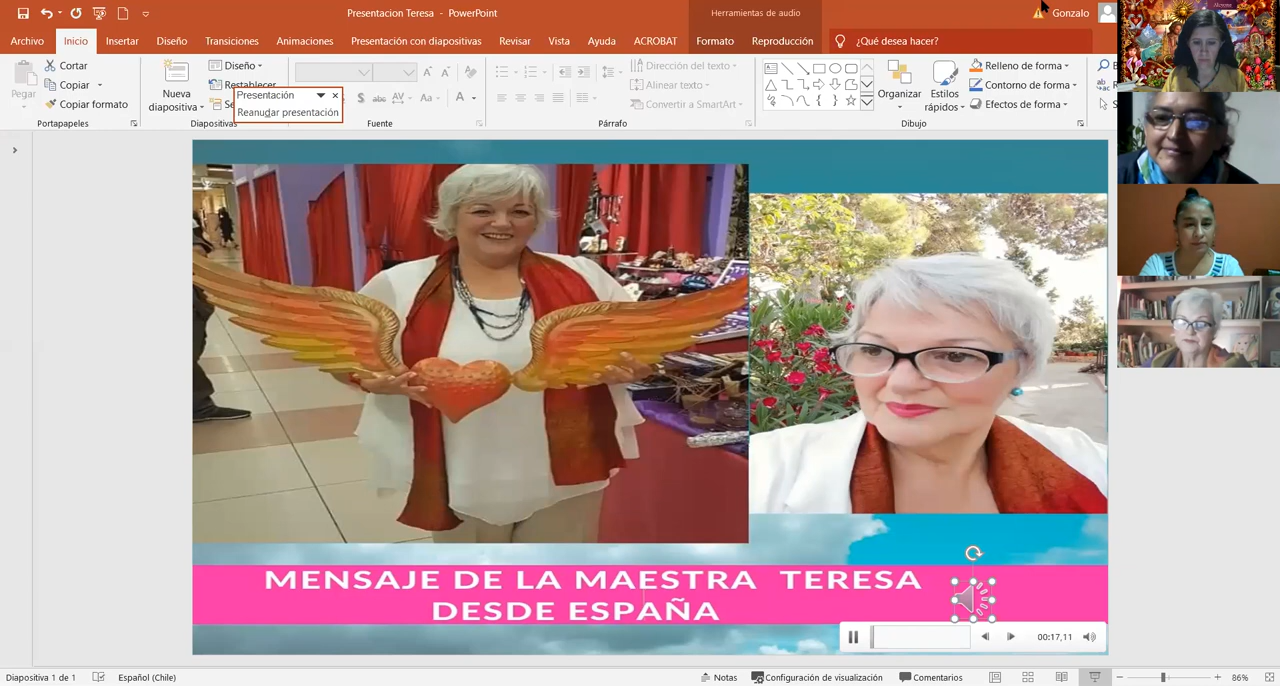 Presentacion Teresa - PowerPoint
Herramientas de audio
Gonzalo
Archivo Inicio Insertar Diseño Transiciones Animaciones Presentación con diapositivas Revisar Vista Ayuda ACROBAT Formato Reproducción ¿Qué desea hacer?
Pegar
Cortar
Copiar
Copiar formato
Portapapeles
Nueva diapositiva
Diseño
Restablecer
Diapositivas
Presentación
Reanudar presentación
Fuente
Dirección del texto
Alinear texto
Convertir a SmartArt
Párrafo
Organizar
Estilos rápidos
Relleno de forma
Contorno de forma
Efectos de forma
Dibujo
MENSAJE DE LA MAESTRA TERESA
DESDE ESPAÑA
00:17,11
Diapositiva 1 de 1 Español (Chile) Notas Configuración de visualización Comentarios 86%